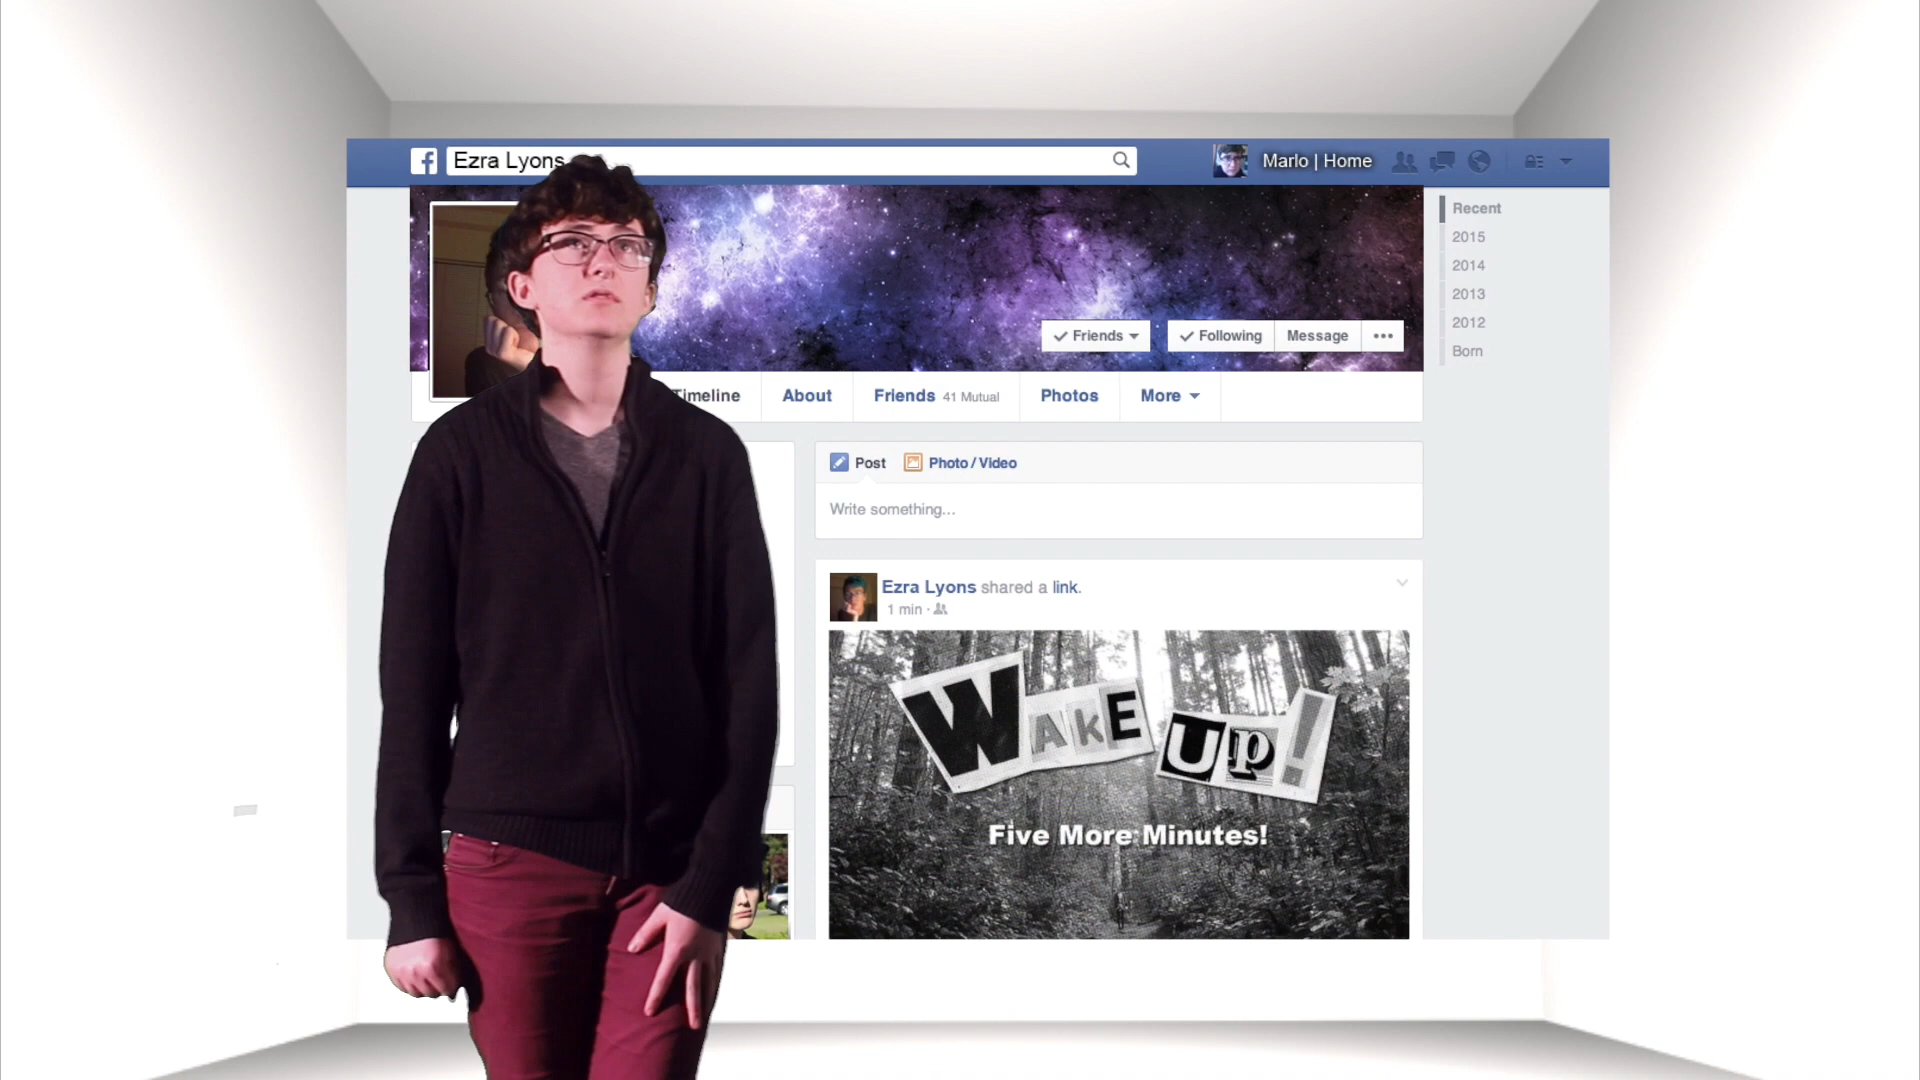 Ezra Lyons
Marlo | Home
Recent
2015
2014
2013
2012
Born
Friends
Following
Message
Timeline
About
Friends 41 Mutual
Photos
More
Post
Photo / Video
Write something...
Ezra Lyons shared a link.
1 min ·
WAkE Up!
Five More Minutes!